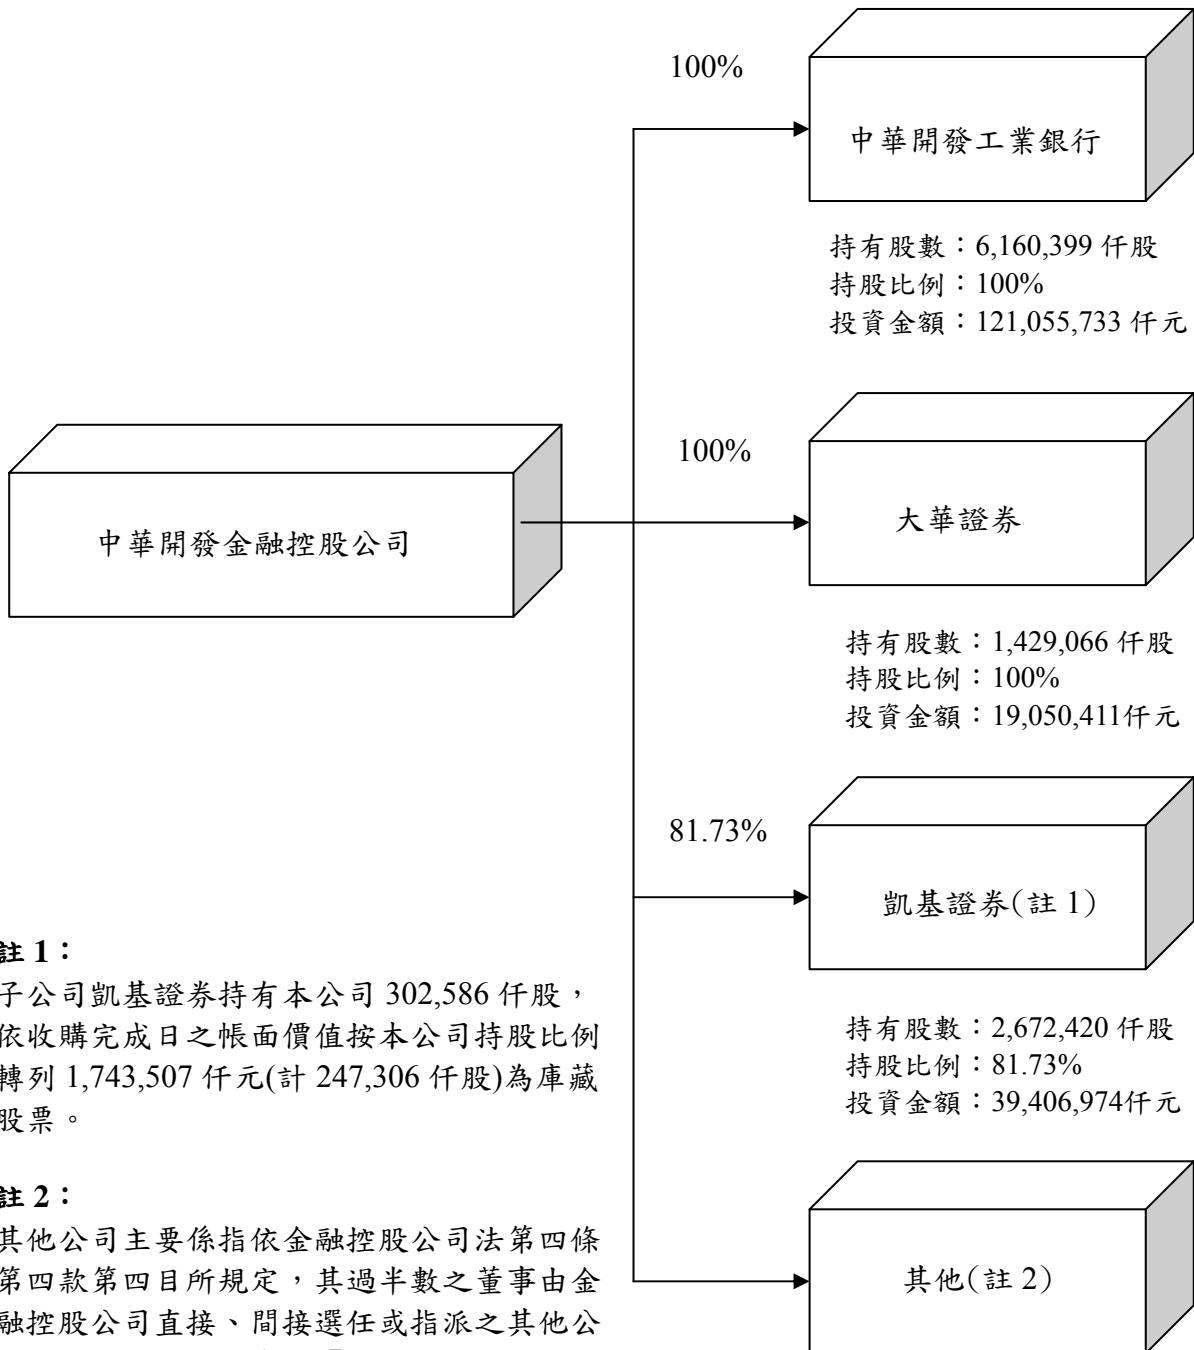 100%
中華開發工業銀行
持有股數：6,160,399 仟股
持股比例：100%
投資金額：121,055,733 仟元
中華開發金融控股公司
100%
大華證券
持有股數：1,429,066 仟股
持股比例：100%
投資金額：19,050,411仟元
81.73%
凱基證券(註 1)
持有股數：2,672,420 仟股
持股比例：81.73%
投資金額：39,406,974仟元
其他(註 2)
註 1：
子公司凱基證券持有本公司 302,586 仟股，
依收購完成日之帳面價值按本公司持股比例
轉列 1,743,507 仟元(計 247,306 仟股)為庫藏
股票。
註 2：
其他公司主要係指依金融控股公司法第四條
第四款第四目所規定，其過半數之董事由金
融控股公司直接、間接選任或指派之其他公